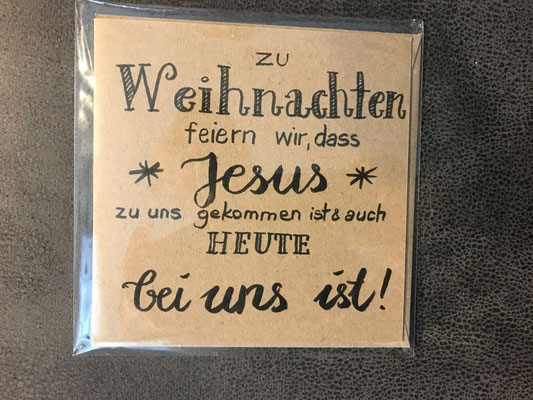 ZU
Weihnachten
feiern wir, dass
* Jesus *
zu uns gekommen ist & auch
HEUTE
bei uns ist!